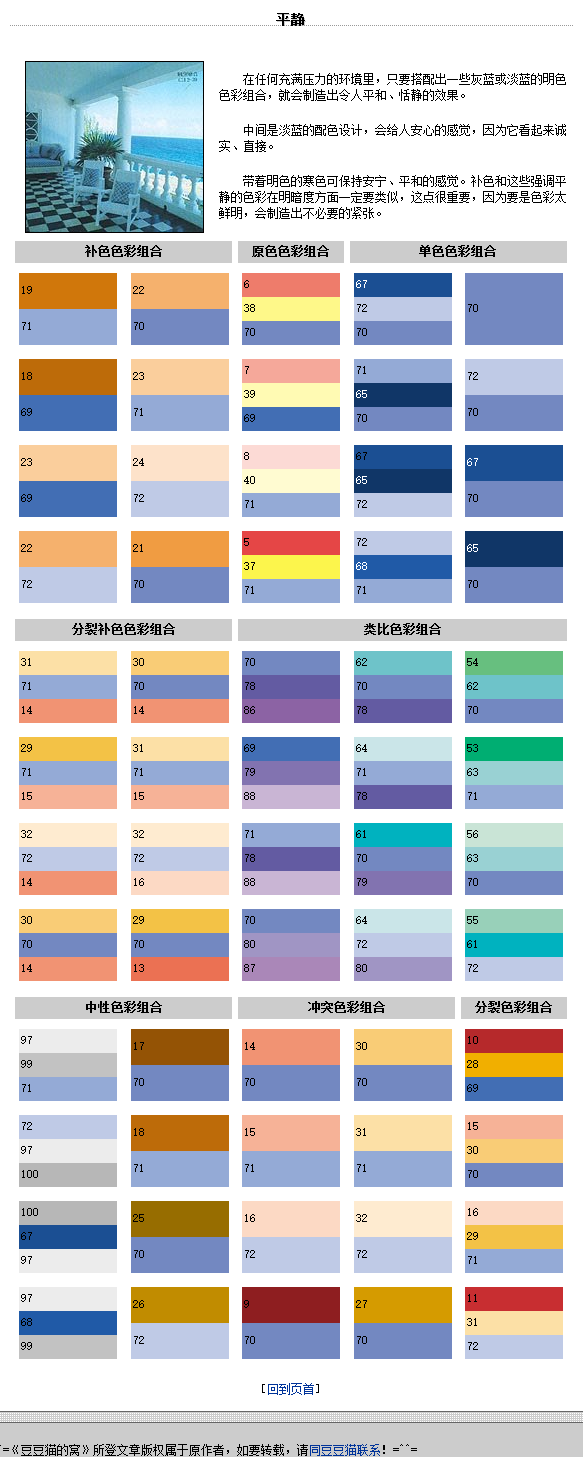 平静
在任何充满压力的环境里，只要搭配出一些灰蓝或淡蓝的明色
色彩组合，就会制造出令人平和、恬静的效果。
中间是淡蓝的配色设计，会给人安心的感觉，因为它看起来诚
实、直接。
带着明色的寒色可保持安宁、平和的感觉。补色和这些强调平
静的色彩在明暗度方面一定要类似，这点很重要，因为要是色彩太
鲜明，会制造出不必要的紧张。
补色色彩组合 原色色彩组合 单色色彩组合
19 22 6 67 70
38 72
71 70 70 70
18 23 7 71 72
39 65
69 71 69 70 70
23 24 8 67 67
40 65
69 72 71 72 70
22 21 5 72 65
37 68
72 70 71 71 70
分裂补色色彩组合 类比色彩组合
31 30 70 62 54
71 70 78 70 62
14 14 86 78 70
29 31 69 64 53
71 71 79 71 63
15 15 88 78 71
32 32 71 61 56
72 72 78 70 63
14 16 88 79 70
30 29 70 64 55
70 70 80 72 61
14 13 87 80 72
中性色彩组合 冲突色彩组合 分裂色彩组合
97 17 14 30 10
99 28
71 70 70 70 69
72 18 15 31 15
97 30
100 71 71 71 70
100 25 16 32 16
67 29
97 70 72 72 71
97 26 9 27 11
68 31
99 72 70 70 72
[回到页首]
=《豆豆猫的窝》所登文章版权属于原作者，如要转载，请同豆豆猫联系! =^^=